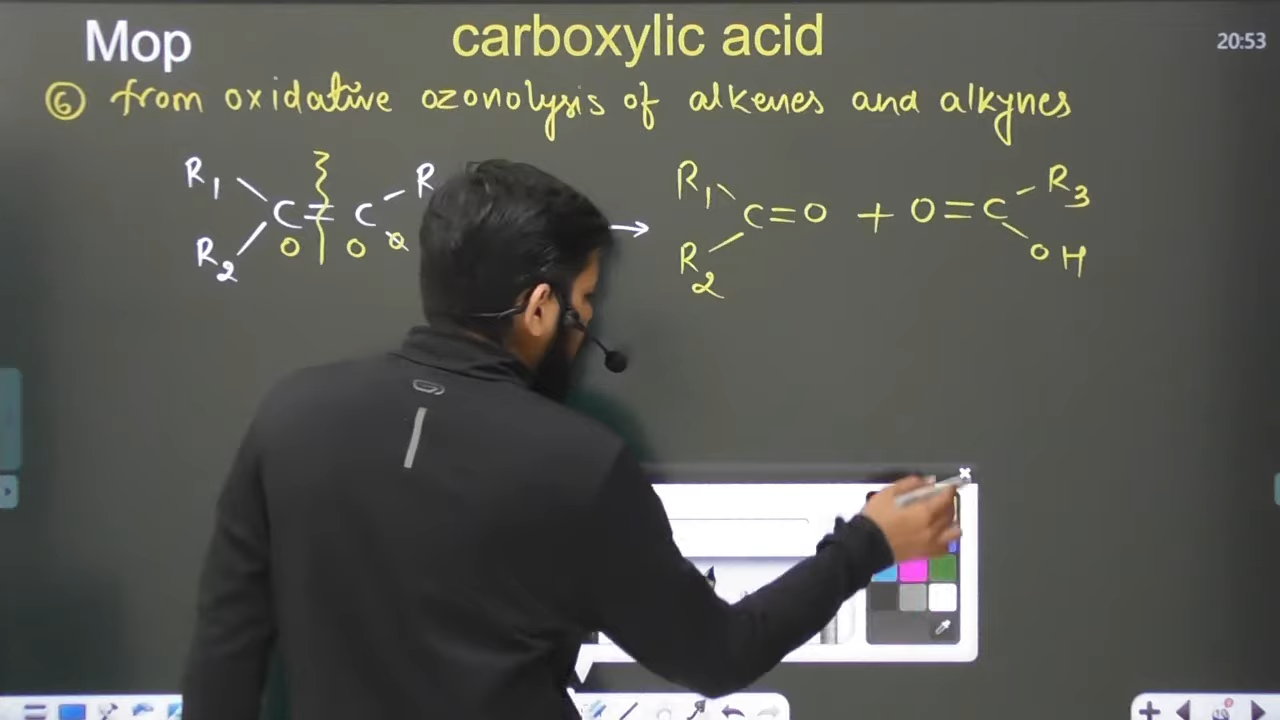 Mop
carboxylic acid
20:53
⑥ from oxidative ozonolysis of alkenes and alkynes
R1 R
C = C
R2 O O
→
R1 R3
C=O + O=C
R2 OH